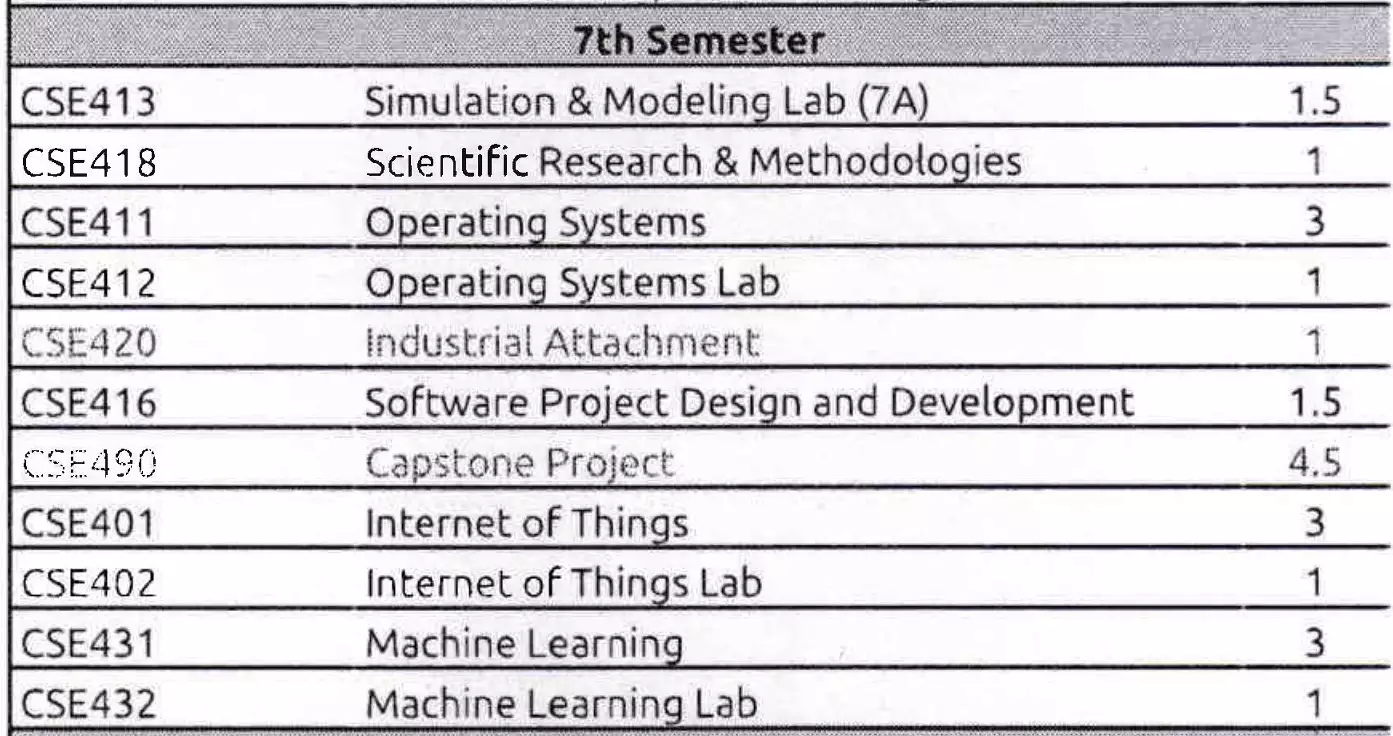 7th Semester
CSE413 Simulation & Modeling Lab (7A) 1.5
CSE418 Scientific Research & Methodologies 1
CSE411 Operating Systems 3
CSE412 Operating Systems Lab 1
CSE420 Industrial Attachment 1
CSE416 Software Project Design and Development 1.5
CSE490 Capstone Project 4.5
CSE401 Internet of Things 3
CSE402 Internet of Things Lab 1
CSE431 Machine Learning 3
CSE432 Machine Learning Lab 1